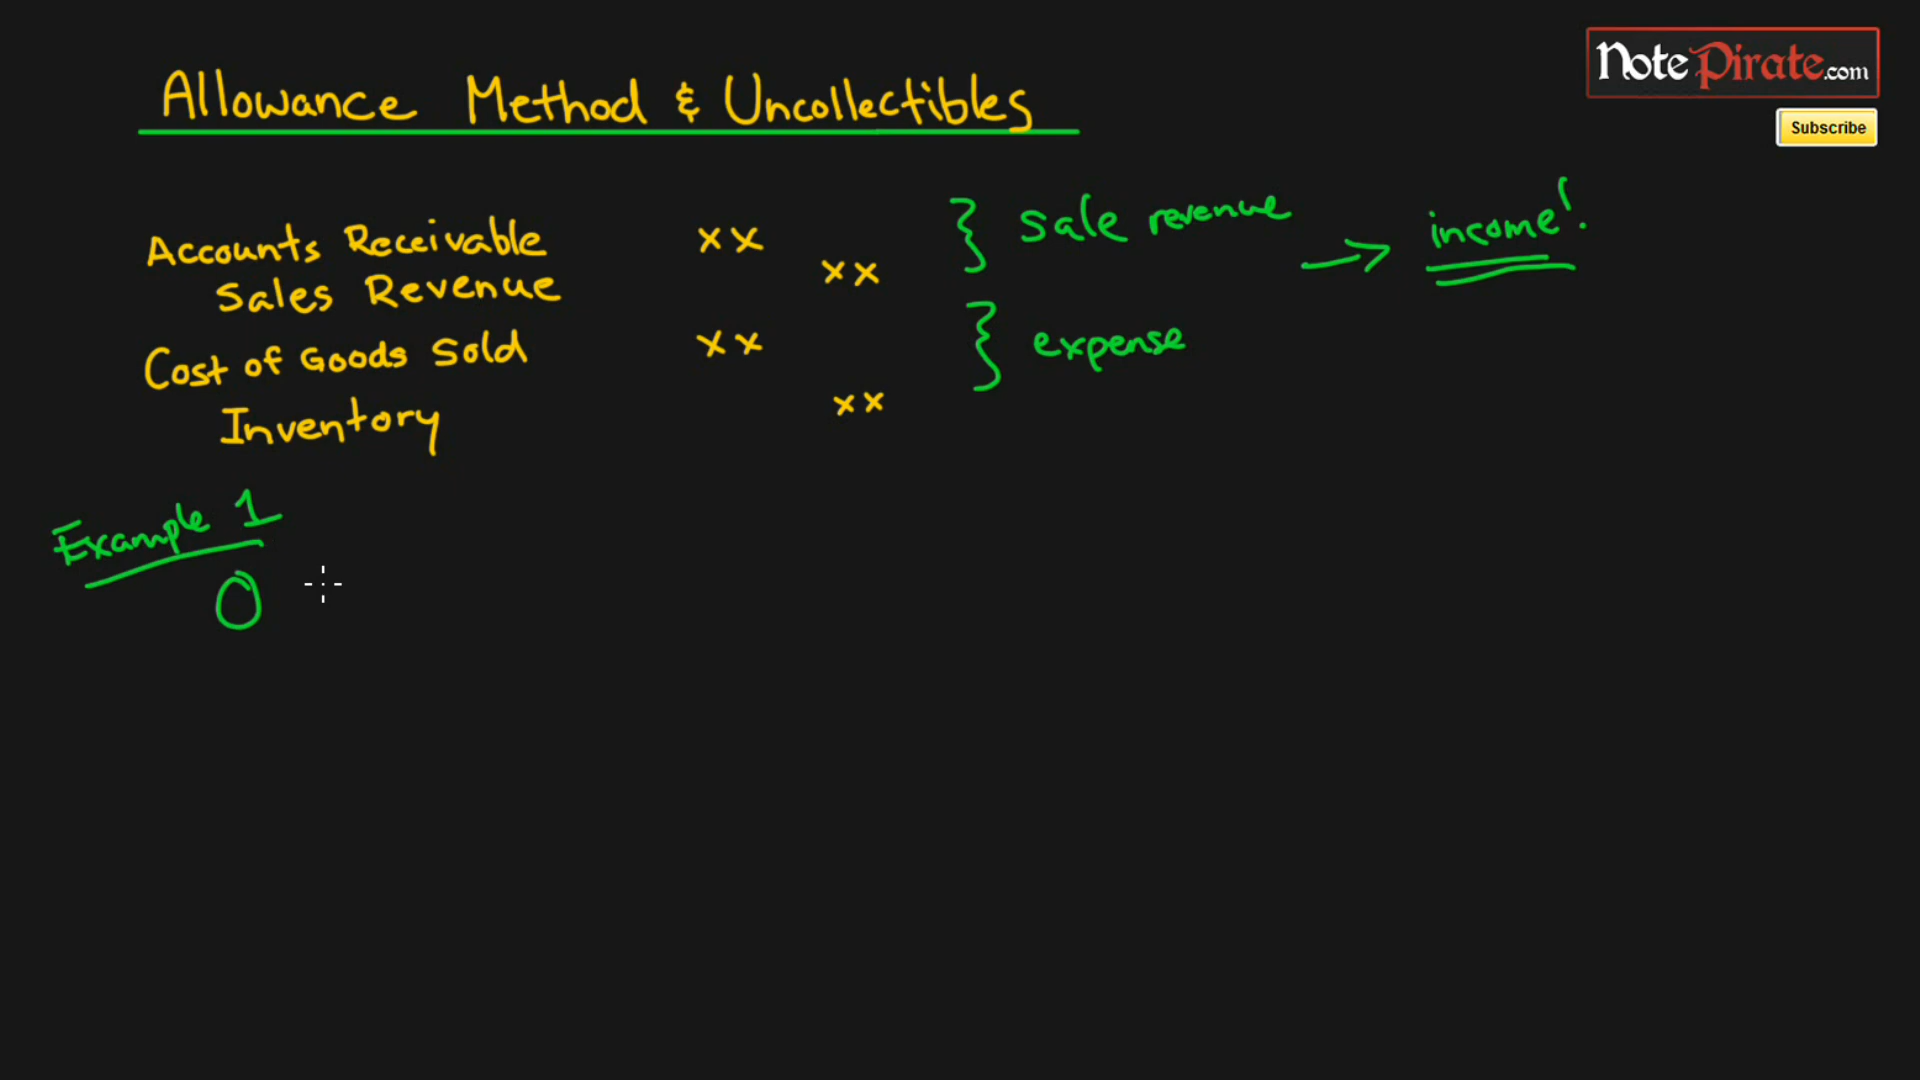 Allowance Method & Uncollectibles
NotePirate.com
Subscribe
Accounts Receivable xx } sale revenue → income!
Sales Revenue xx
Cost of Goods Sold xx } expense
Inventory xx
Example 1
0